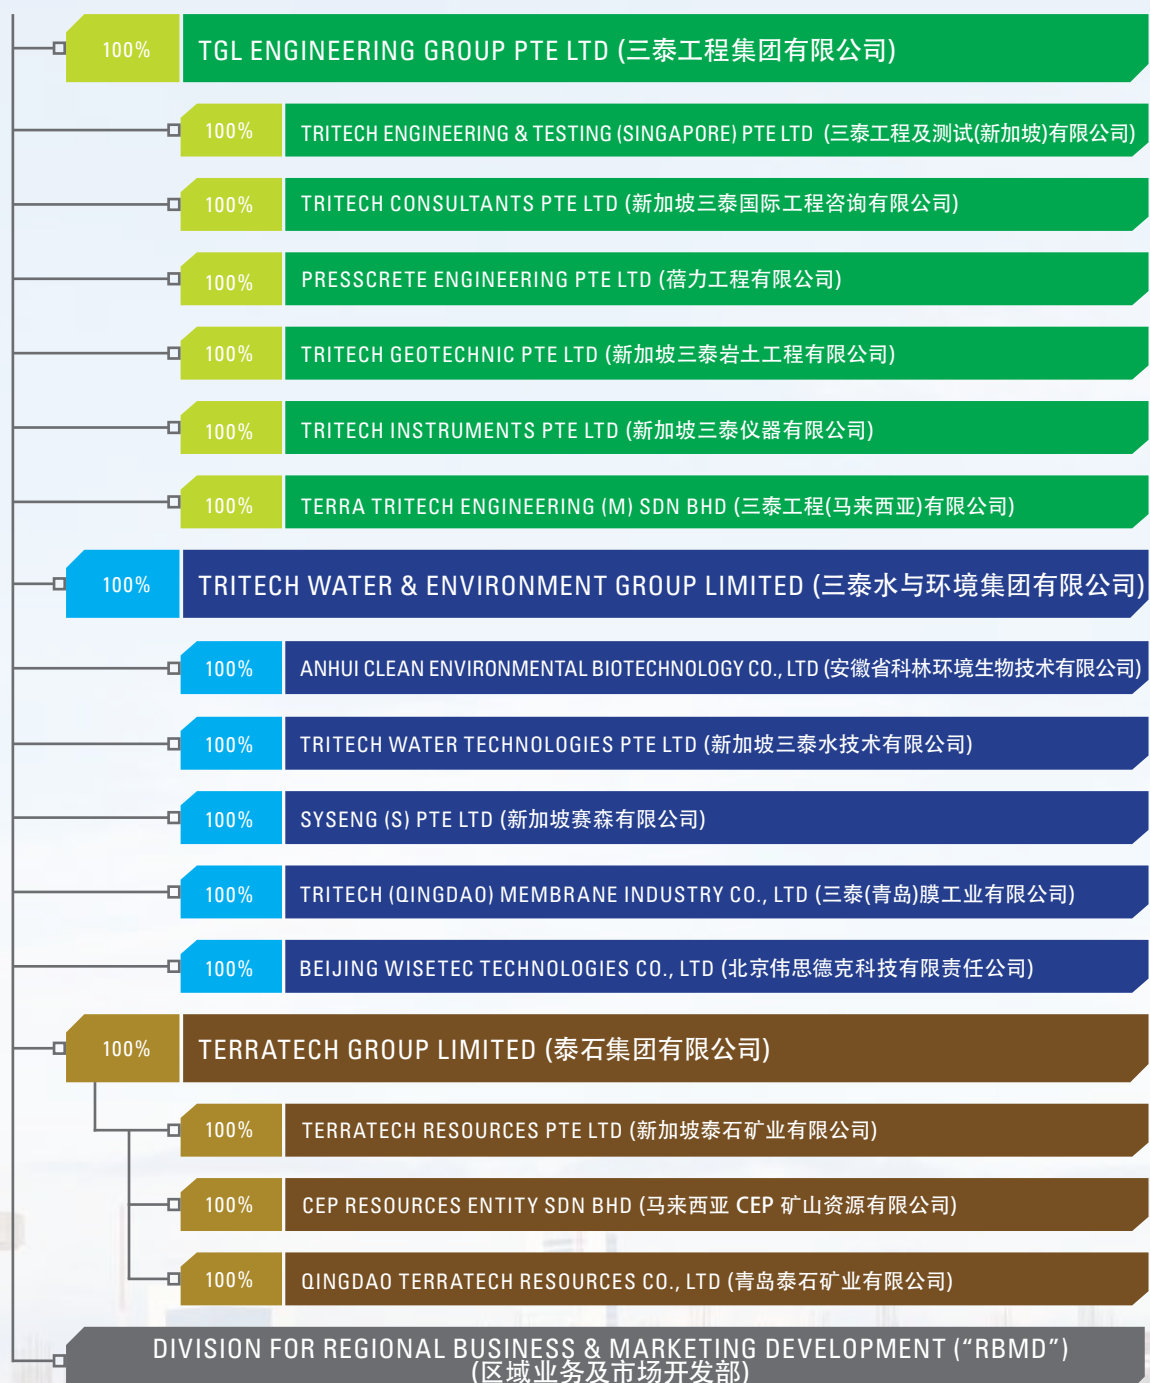 100% TGL ENGINEERING GROUP PTE LTD (三泰工程集团有限公司)
100% TRITECH ENGINEERING & TESTING (SINGAPORE) PTE LTD (三泰工程及测试(新加坡)有限公司)
100% TRITECH CONSULTANTS PTE LTD (新加坡三泰国际工程咨询有限公司)
100% PRESSCRETE ENGINEERING PTE LTD (蓓力工程有限公司)
100% TRITECH GEOTECHNIC PTE LTD (新加坡三泰岩土工程有限公司)
100% TRITECH INSTRUMENTS PTE LTD (新加坡三泰仪器有限公司)
100% TERRA TRITECH ENGINEERING (M) SDN BHD (三泰工程(马来西亚)有限公司)
100% TRITECH WATER & ENVIRONMENT GROUP LIMITED (三泰水与环境集团有限公司)
100% ANHUI CLEAN ENVIRONMENTAL BIOTECHNOLOGY CO., LTD (安徽省科林环境生物技术有限公司)
100% TRITECH WATER TECHNOLOGIES PTE LTD (新加坡三泰水技术有限公司)
100% SYSENG (S) PTE LTD (新加坡赛森有限公司)
100% TRITECH (QINGDAO) MEMBRANE INDUSTRY CO., LTD (三泰(青岛)膜工业有限公司)
100% BEIJING WISETEC TECHNOLOGIES CO., LTD (北京伟思德克科技有限责任公司)
100% TERRATECH GROUP LIMITED (泰石集团有限公司)
100% TERRATECH RESOURCES PTE LTD (新加坡泰石矿业有限公司)
100% CEP RESOURCES ENTITY SDN BHD (马来西亚 CEP 矿山资源有限公司)
100% QINGDAO TERRATECH RESOURCES CO., LTD (青岛泰石矿业有限公司)
DIVISION FOR REGIONAL BUSINESS & MARKETING DEVELOPMENT (“RBMD”)
(区域业务及市场开发部)